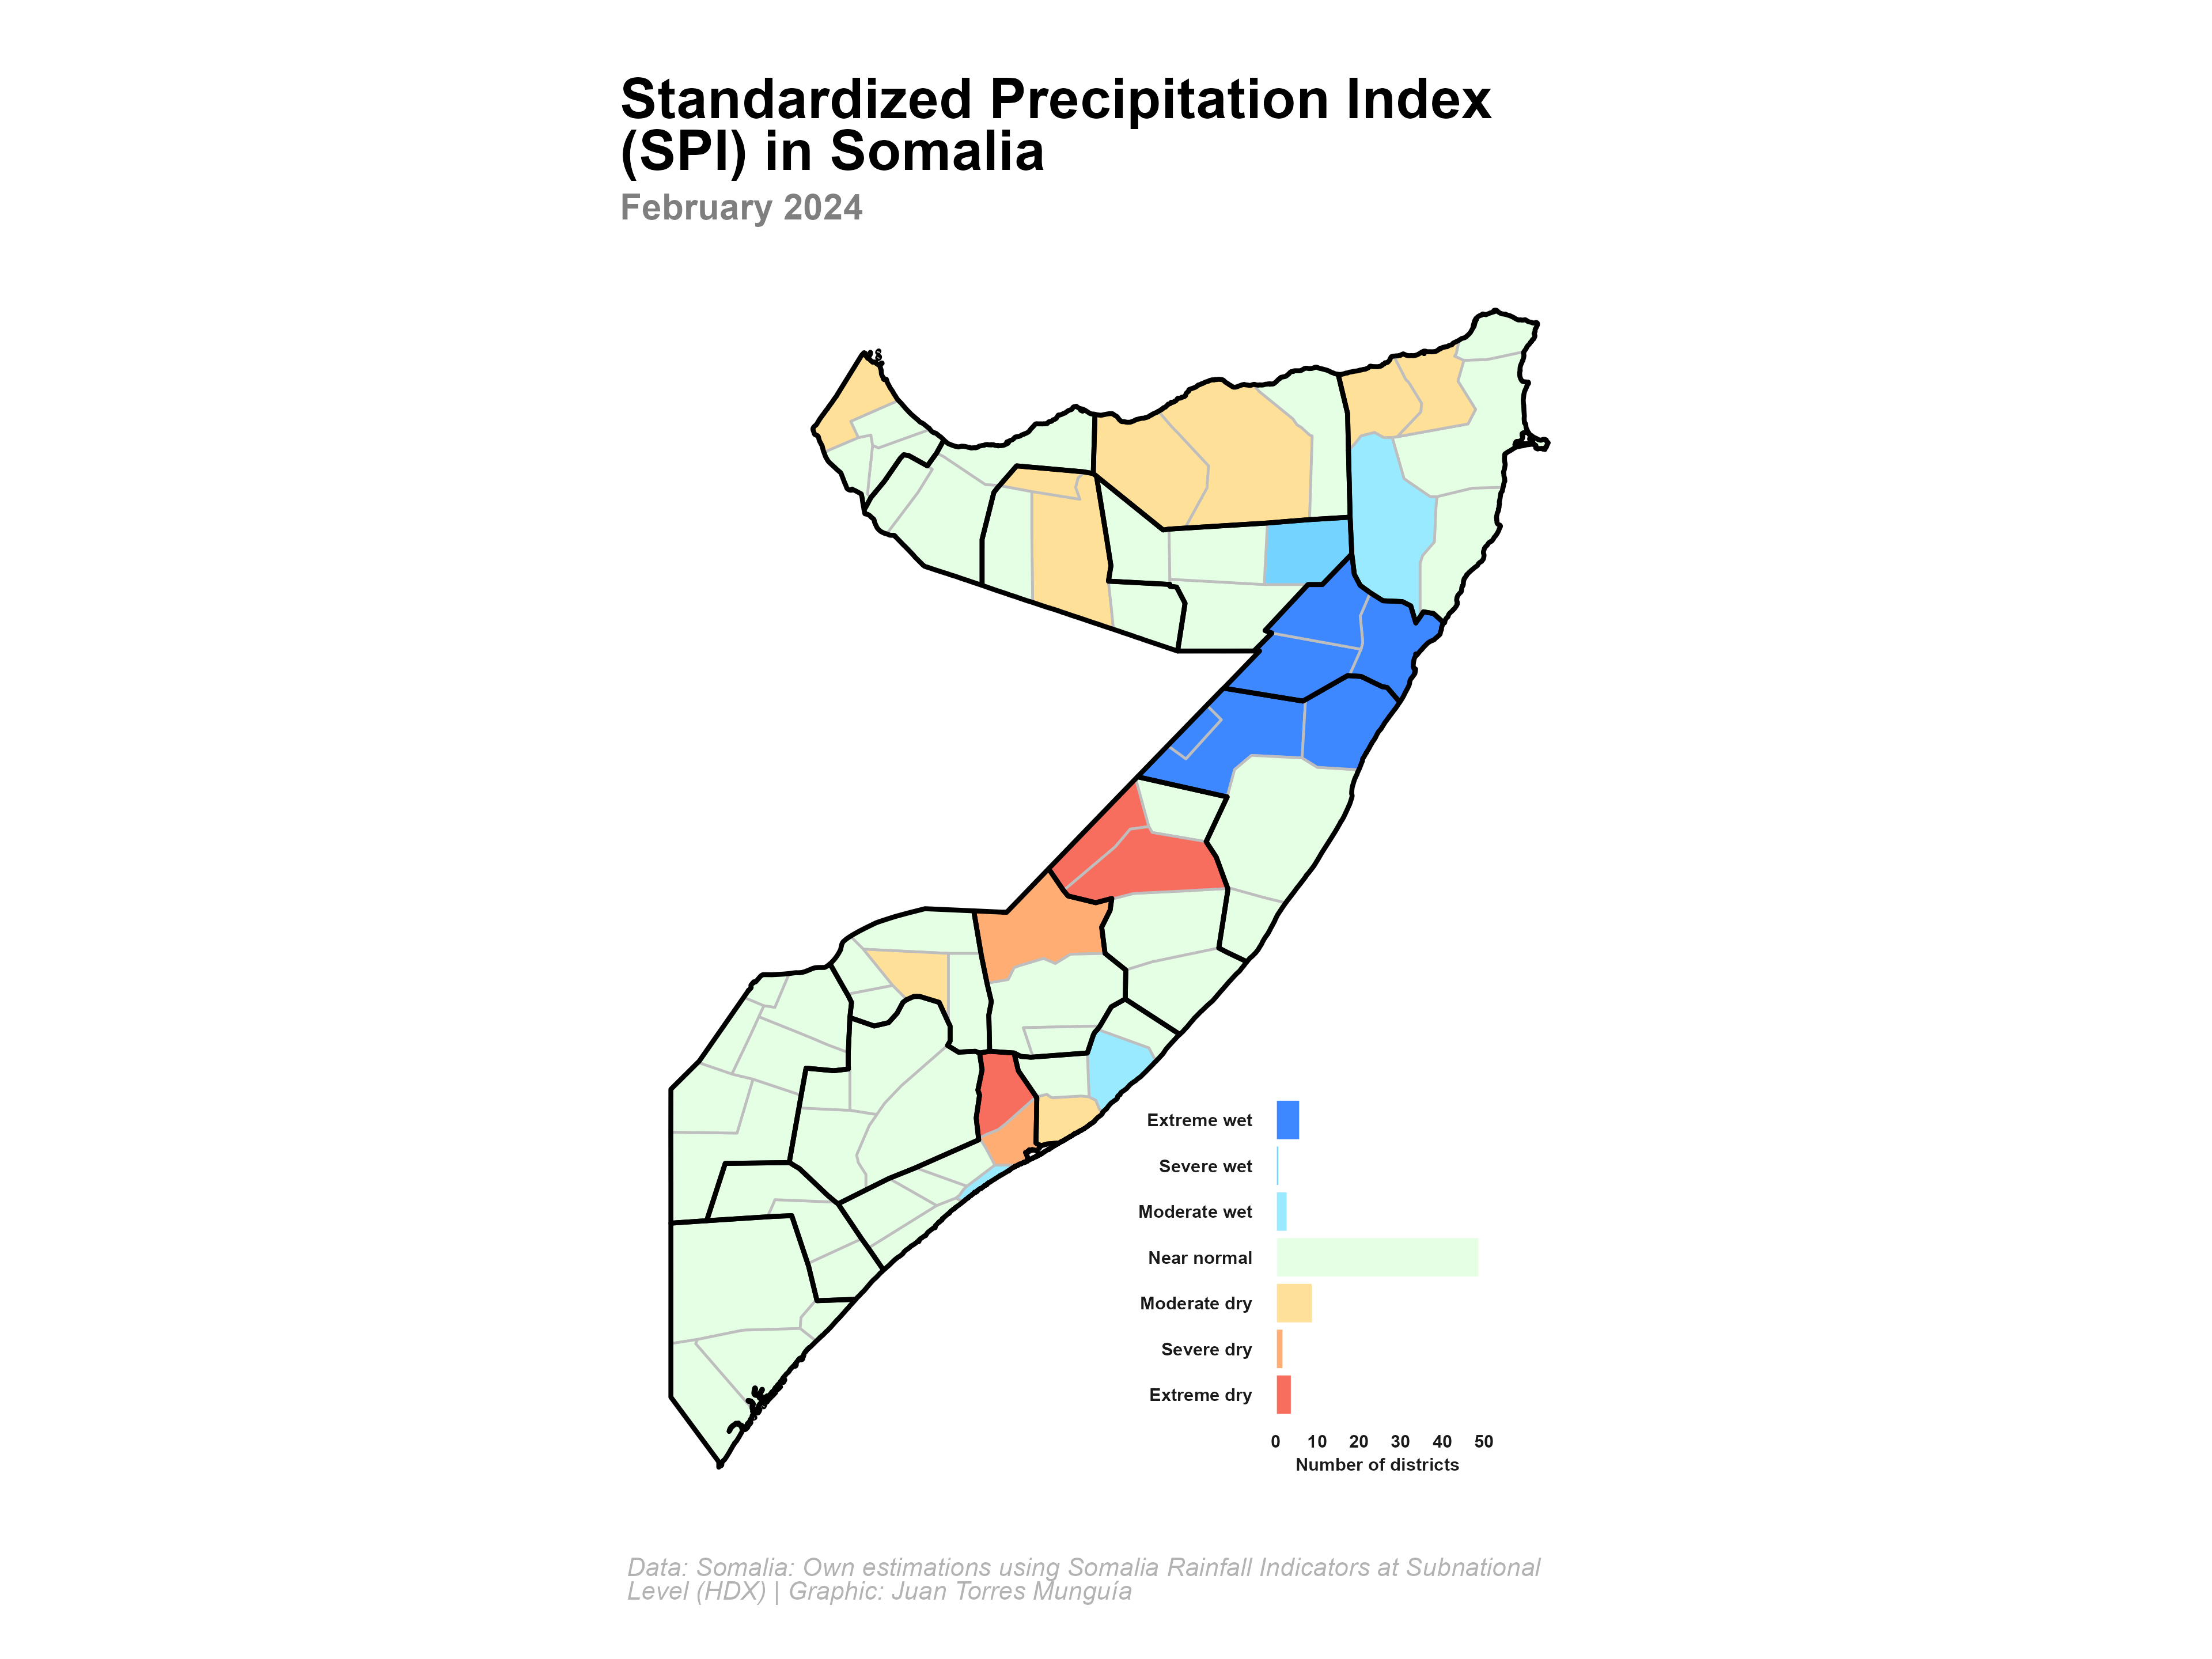 Standardized Precipitation Index
(SPI) in Somalia
February 2024
Extreme wet
Severe wet
Moderate wet
Near normal
Moderate dry
Severe dry
Extreme dry
0 10 20 30 40 50
Number of districts
Data: Somalia: Own estimations using Somalia Rainfall Indicators at Subnational
Level (HDX) | Graphic: Juan Torres Munguía